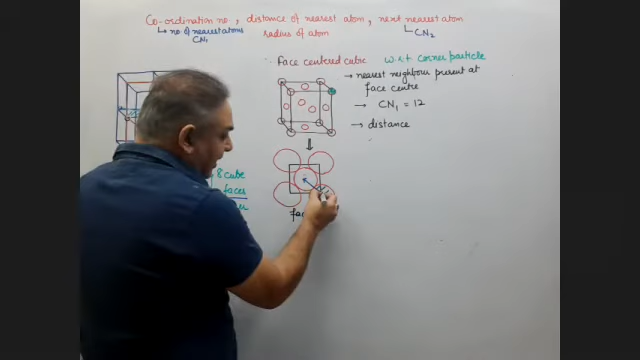 Co-ordination no, distance of nearest atom, next nearest atom
no of nearest atoms radius of atom CN2
CN1
Face centred cubic w.r.t corner particle
→ nearest neighbour present at
face centre
→ CN1 = 12
→ distance
8 cube
faces